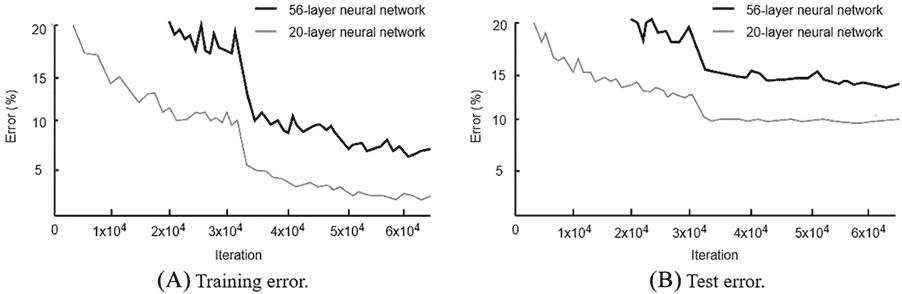 56-layer neural network
20-layer neural network
20
15
10
5
Error (%)
0
1x10⁴
2x10⁴
3x10⁴
4x10⁴
5x10⁴
6x10⁴
Iteration
(A) Training error.
56-layer neural network
20-layer neural network
20
15
10
5
Error (%)
0
1x10⁴
2x10⁴
3x10⁴
4x10⁴
5x10⁴
6x10⁴
Iteration
(B) Test error.